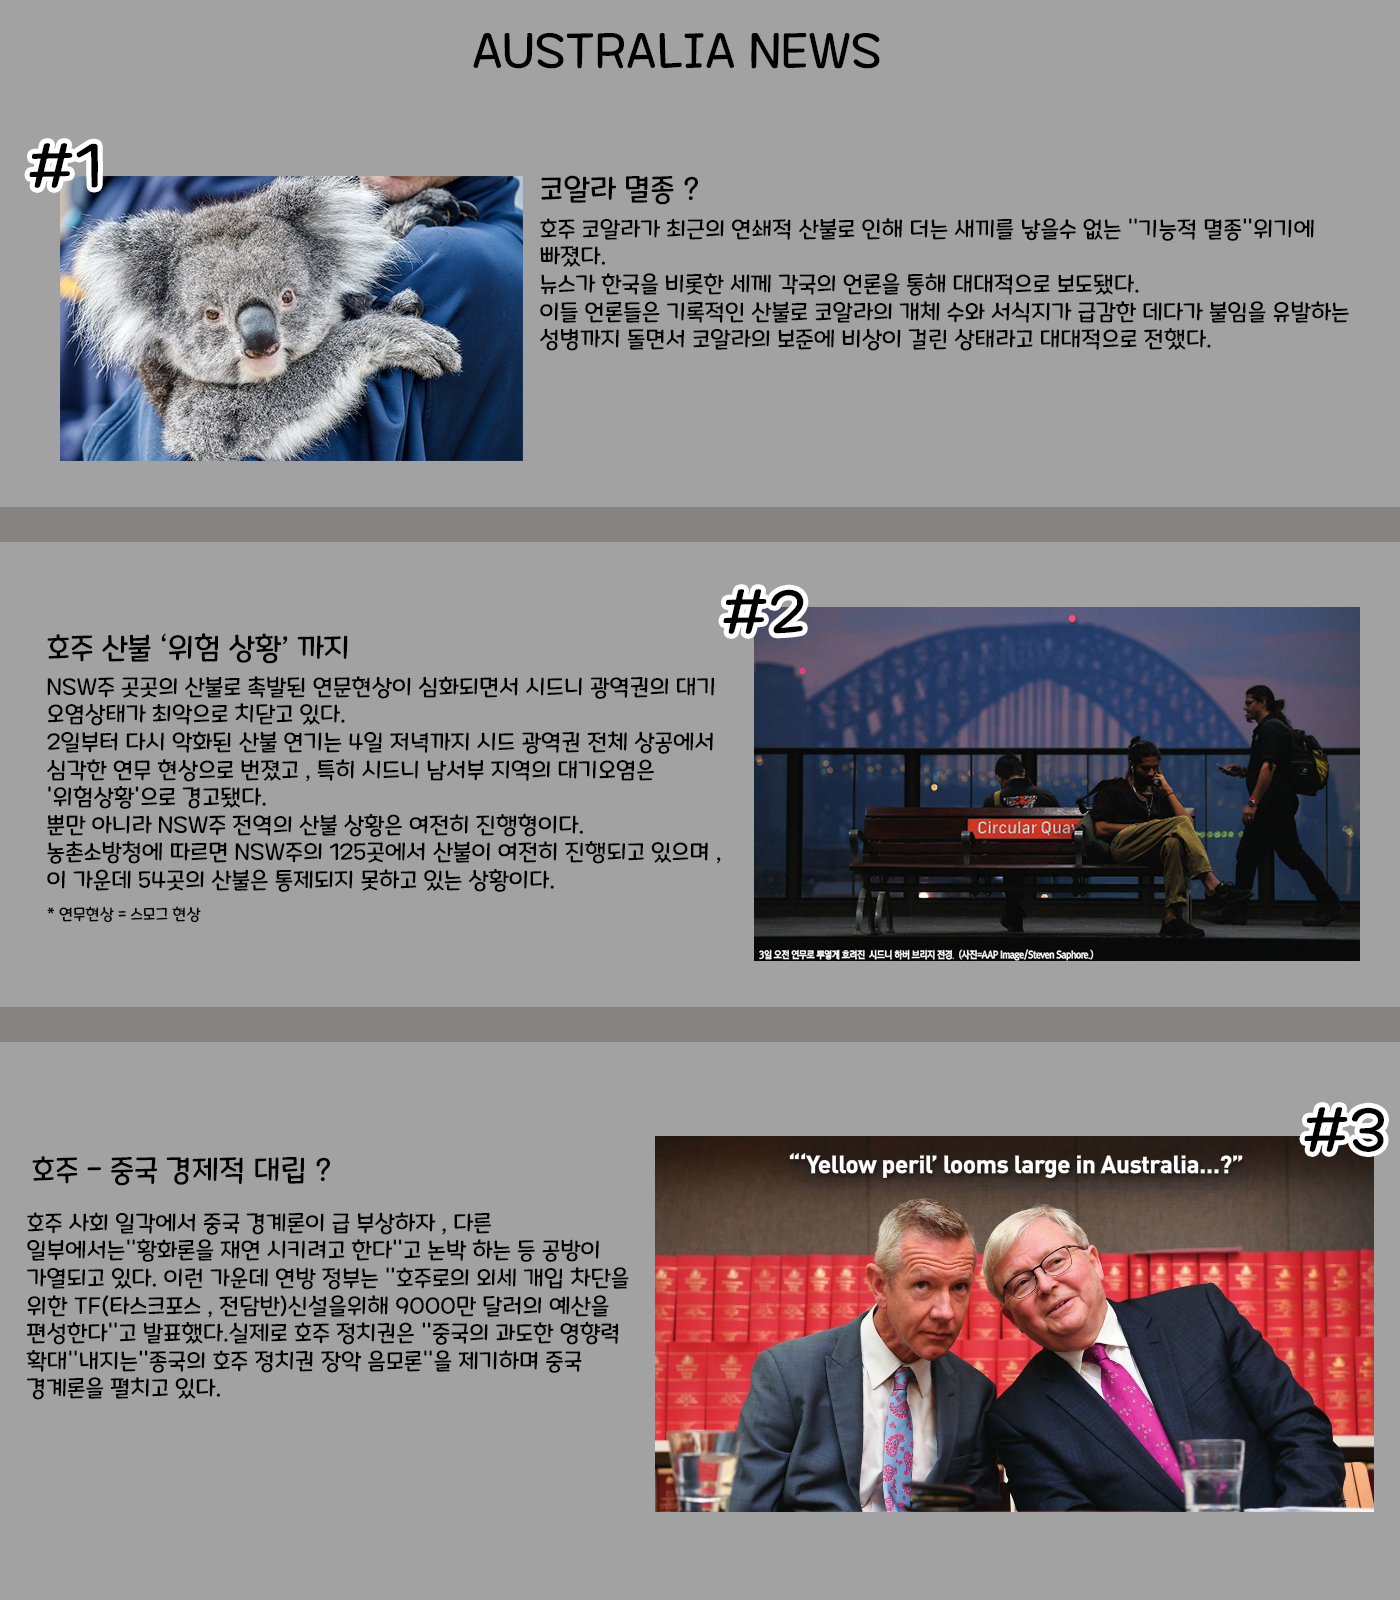 AUSTRALIA NEWS
#1
코알라 멸종 ?
호주 코알라가 최근의 연쇄적 산불로 인해 더는 새끼를 낳을수 없는 "기능적 멸종"위기에
빠졌다.
뉴스가 한국을 비롯한 세께 각국의 언론을 통해 대대적으로 보도됐다.
이들 언론들은 기록적인 산불로 코알라의 개체 수와 서식지가 급감한 데다가 불임을 유발하는
성병까지 돌면서 코알라의 보준에 비상이 걸린 상태라고 대대적으로 전했다.
#2
호주 산불 ‘위험 상황’ 까지
NSW주 곳곳의 산불로 촉발된 연문현상이 심화되면서 시드니 광역권의 대기
오염상태가 최악으로 치닫고 있다.
2일부터 다시 악화된 산불 연기는 4일 저녁까지 시드 광역권 전체 상공에서
심각한 연무 현상으로 번졌고 , 특히 시드니 남서부 지역의 대기오염은
'위험상황'으로 경고됐다.
뿐만 아니라 NSW주 전역의 산불 상황은 여전히 진행형이다.
농촌소방청에 따르면 NSW주의 125곳에서 산불이 여전히 진행되고 있으며 ,
이 가운데 54곳의 산불은 통제되지 못하고 있는 상황이다.
* 연무현상 = 스모그 현상
Circular Quay
3일 오전 연무로 뿌옇게 흐려진 시드니 하버 브리지 전경. (사진=AAP Image/Steven Saphore.)
#3
호주 - 중국 경제적 대립 ?
호주 사회 일각에서 중국 경계론이 급 부상하자 , 다른
일부에서는"황화론을 재연 시키려고 한다"고 논박 하는 등 공방이
가열되고 있다. 이런 가운데 연방 정부는 "호주로의 외세 개입 차단을
위한 TF(타스크포스 , 전담반)신설을위해 9000만 달러의 예산을
편성한다"고 발표했다.실제로 호주 정치권은 "중국의 과도한 영향력
확대"내지는"종국의 호주 정치권 장악 음모론"을 제기하며 중국
경계론을 펼치고 있다.
“‘Yellow peril’ looms large in Australia...?”